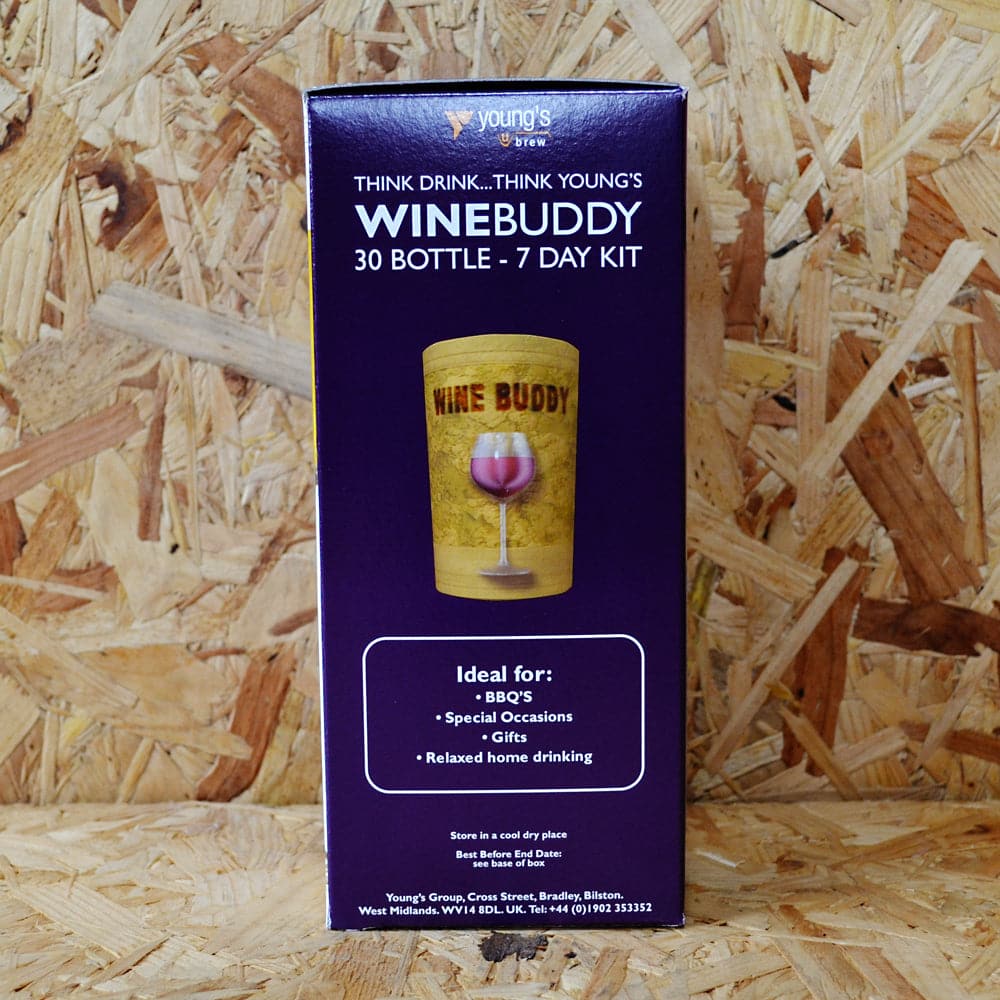 young's
U brew
THINK DRINK...THINK YOUNG'S
WINEBUDDY
30 BOTTLE - 7 DAY KIT
WINE BUDDY
Ideal for:
• BBQ'S
• Special Occasions
• Gifts
• Relaxed home drinking
Store in a cool dry place
Best Before End Date:
see base of box
Young's Group, Cross Street, Bradley, Bilston.
West Midlands. WV14 8DL. UK. Tel: +44 (0)1902 353352